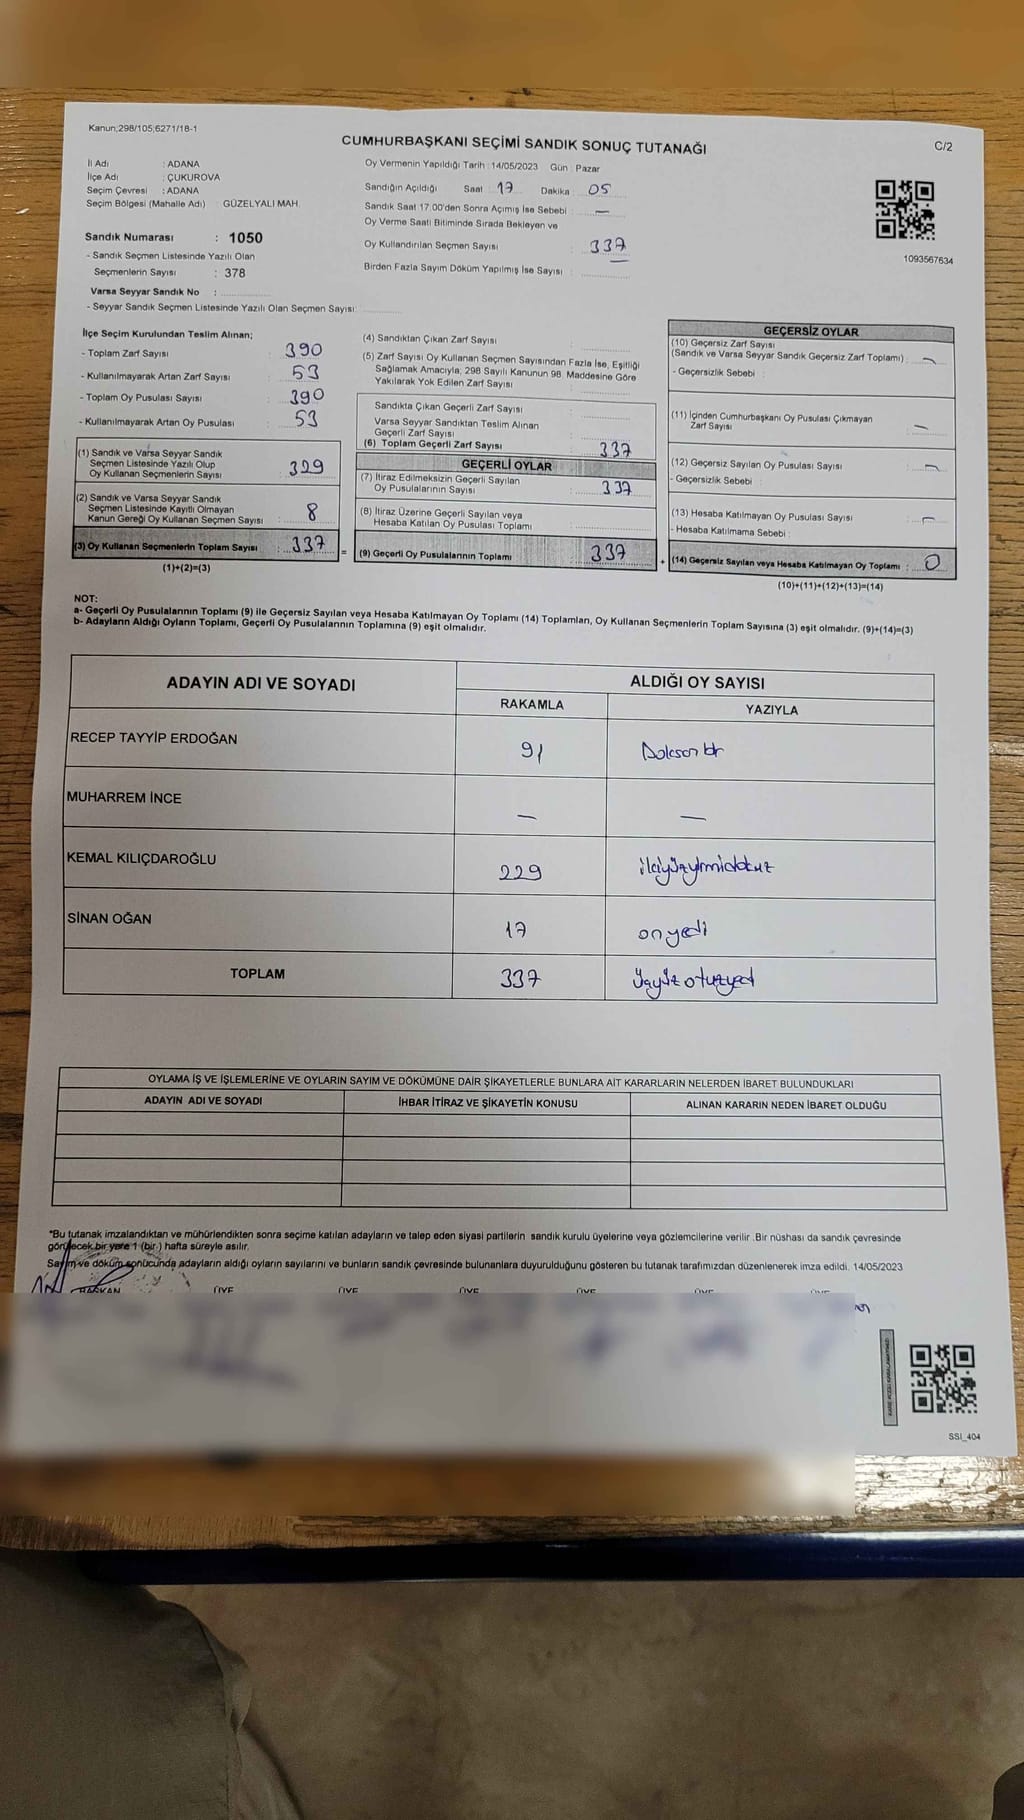 Kanun;298/105;6271/18-1
C/2
CUMHURBAŞKANI SEÇİMİ SANDIK SONUÇ TUTANAĞI
İl Adı : ADANA
İlçe Adı : ÇUKUROVA
Seçim Çevresi : ADANA
Seçim Bölgesi (Mahalle Adı) : GÜZELYALI MAH.
Sandık Numarası : 1050
- Sandık Seçmen Listesinde Yazılı Olan
Seçmenlerin Sayısı : 378
Varsa Seyyar Sandık No :
- Seyyar Sandık Seçmen Listesinde Yazılı Olan Seçmen Sayısı:
Oy Vermenin Yapıldığı Tarih : 14/05/2023 Gün : Pazar
Sandığın Açıldığı Saat 17 Dakika 05
Sandık Saat 17:00'den Sonra Açımış İse Sebebi : —
Oy Verme Saati Bitiminde Sırada Bekleyen ve
Oy Kullandırılan Seçmen Sayısı : 337
Birden Fazla Sayım Döküm Yapılmış İse Sayısı :
1093567634
İlçe Seçim Kurulundan Teslim Alınan;
- Toplam Zarf Sayısı : 390
- Kullanılmayarak Artan Zarf Sayısı : 53
- Toplam Oy Pusulası Sayısı : 390
- Kullanılmayarak Artan Oy Pusulası : 53
(1) Sandık ve Varsa Seyyar Sandık
Seçmen Listesinde Yazılı Olup
Oy Kullanan Seçmenlerin Sayısı : 329
(2) Sandık ve Varsa Seyyar Sandık
Seçmen Listesinde Kayıtlı Olmayan
Kanun Gereği Oy Kullanan Seçmen Sayısı : 8
(3) Oy Kullanan Seçmenlerin Toplam Sayısı : 337
(1)+(2)=(3)
=
(4) Sandıktan Çıkan Zarf Sayısı :
(5) Zarf Sayısı Oy Kullanan Seçmen Sayısından Fazla İse, Eşitliği
Sağlamak Amacıyla, 298 Sayılı Kanunun 98. Maddesine Göre
Yakılarak Yok Edilen Zarf Sayısı :
Sandıkta Çıkan Geçerli Zarf Sayısı :
Varsa Seyyar Sandıktan Teslim Alınan
Geçerli Zarf Sayısı :
(6) Toplam Geçerli Zarf Sayısı : 337
GEÇERLİ OYLAR
(7) İtiraz Edilmeksizin Geçerli Sayılan
Oy Pusulalarının Sayısı : 337
(8) İtiraz Üzerine Geçerli Sayılan veya
Hesaba Katılan Oy Pusulası Toplamı :
(9) Geçerli Oy Pusulalarının Toplamı : 337
+
GEÇERSİZ OYLAR
(10) Geçersiz Zarf Sayısı
(Sandık ve Varsa Seyyar Sandık Geçersiz Zarf Toplamı) : —
- Geçersizlik Sebebi :
(11) İçinden Cumhurbaşkanı Oy Pusulası Çıkmayan
Zarf Sayısı : —
(12) Geçersiz Sayılan Oy Pusulası Sayısı : —
- Geçersizlik Sebebi :
(13) Hesaba Katılmayan Oy Pusulası Sayısı : —
- Hesaba Katılmama Sebebi :
(14) Geçersiz Sayılan veya Hesaba Katılmayan Oy Toplamı : 0
(10)+(11)+(12)+(13)=(14)
NOT:
a- Geçerli Oy Pusulalarının Toplamı (9) ile Geçersiz Sayılan veya Hesaba Katılmayan Oy Toplamı (14) Toplamları, Oy Kullanan Seçmenlerin Toplam Sayısına (3) eşit olmalıdır. (9)+(14)=(3)
b- Adayların Aldığı Oyların Toplamı, Geçerli Oy Pusulalarının Toplamına (9) eşit olmalıdır.
ADAYIN ADI VE SOYADI
ALDIĞI OY SAYISI
RAKAMLA YAZIYLA
RECEP TAYYİP ERDOĞAN 91 Doksan bir
MUHARREM İNCE — —
KEMAL KILIÇDAROĞLU 229 ikiyüzyirmidokuz
SİNAN OĞAN 17 on yedi
TOPLAM 337 üçyüz otuzyedi
OYLAMA İŞ VE İŞLEMLERİNE VE OYLARIN SAYIM VE DÖKÜMÜNE DAİR ŞİKAYETLERLE BUNLARA AİT KARARLARIN NELERDEN İBARET BULUNDUKLARI
ADAYIN ADI VE SOYADI İHBAR İTİRAZ VE ŞİKAYETİN KONUSU ALINAN KARARIN NEDEN İBARET OLDUĞU
*Bu tutanak imzalandıktan ve mühürlendikten sonra seçime katılan adayların ve talep eden siyasi partilerin sandık kurulu üyelerine veya gözlemcilerine verilir .Bir nüshası da sandık çevresinde
görülecek bir yere 1 (bir ) hafta süreyle asılır.
Sayım ve döküm sonucunda adayların aldığı oyların sayılarını ve bunların sandık çevresinde bulunanlara duyurulduğunu gösteren bu tutanak tarafımızdan düzenlenerek imza edildi. 14/05/2023
BAŞKAN ÜYE ÜYE ÜYE ÜYE ÜYE ÜYE
SSI_404